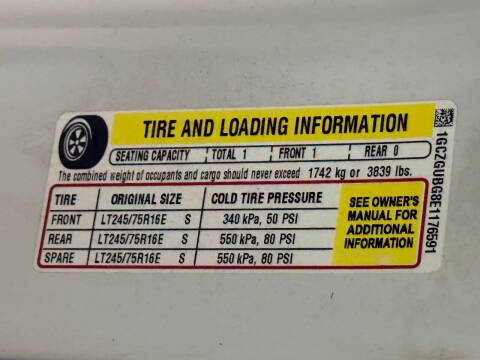 TIRE AND LOADING INFORMATION
SEATING CAPACITY TOTAL 1 FRONT 1 REAR 0
The combined weight of occupants and cargo should never exceed 1742 kg or 3839 lbs.
TIRE ORIGINAL SIZE COLD TIRE PRESSURE
FRONT LT245/75R16E S 340 kPa, 50 PSI
REAR LT245/75R16E S 550 kPa, 80 PSI
SPARE LT245/75R16E S 550 kPa, 80 PSI
SEE OWNER'S
MANUAL FOR
ADDITIONAL
INFORMATION
1GCZGUBG8E1176591